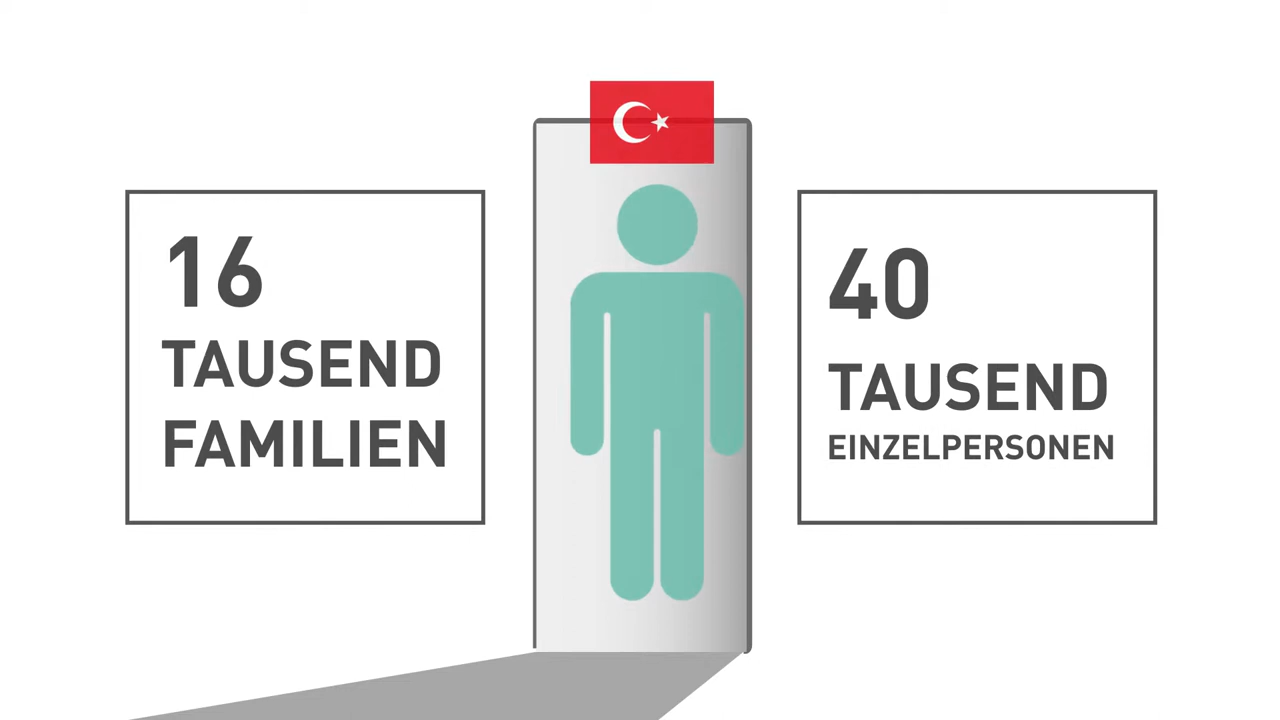 16
TAUSEND
FAMILIEN
40
TAUSEND
EINZELPERSONEN